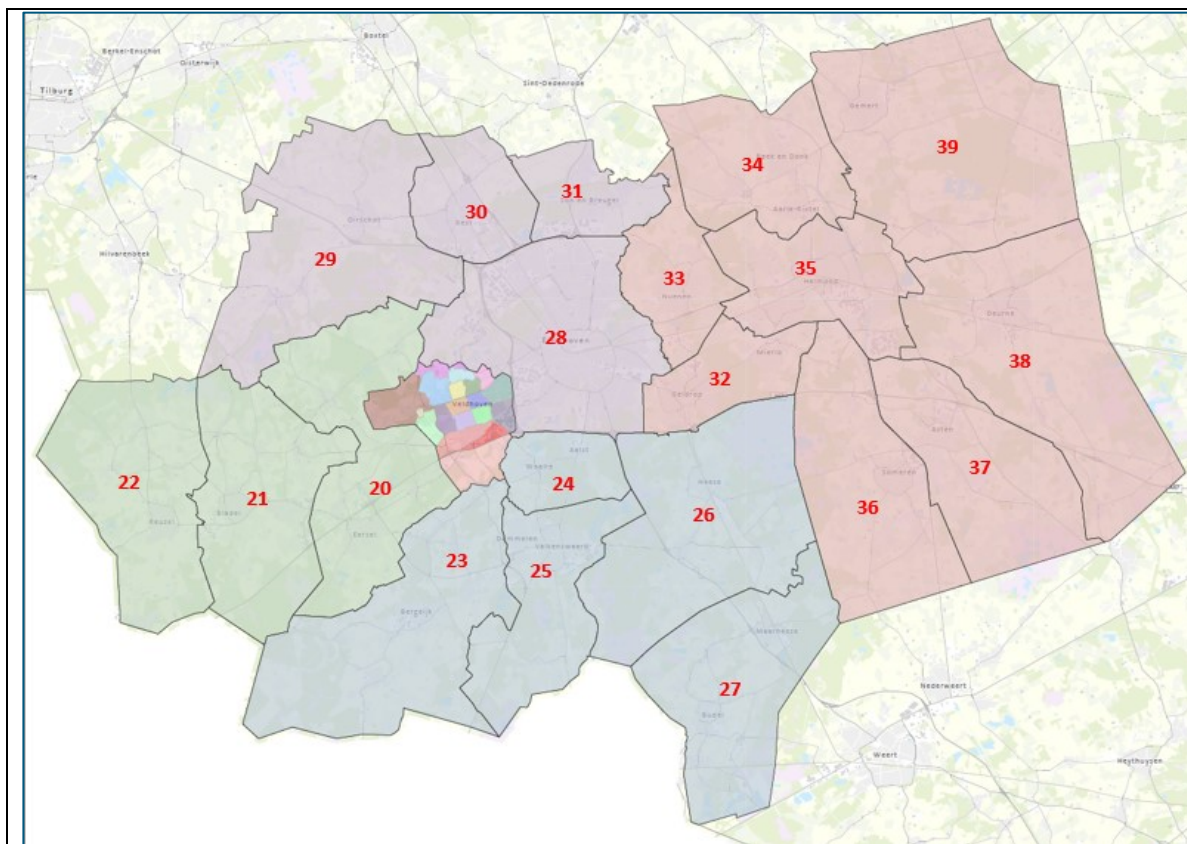 Berkel-Enschot
Boxtel
Oisterwijk
Sint-Oedenrode
Tilburg
Gemert
39
34
Beek en Donk
31
Son en Breugel
30
Best
Aarle-Rixtel
Oirschot
Hilvarenbeek
29
33
35
Helmond
Nuenen
Deurne
28
Mierlo
38
32
Geldrop
Veldhoven
Asten
37
Aalst
Waalre
Someren
22
21
20
24
Heeze
26
36
Reusel
Bladel
Eersel
23
Dommelen
Valkenswaard
25
Bergeijk
Maarheeze
Nederweert
27
Budel
Weert
Heythuysen